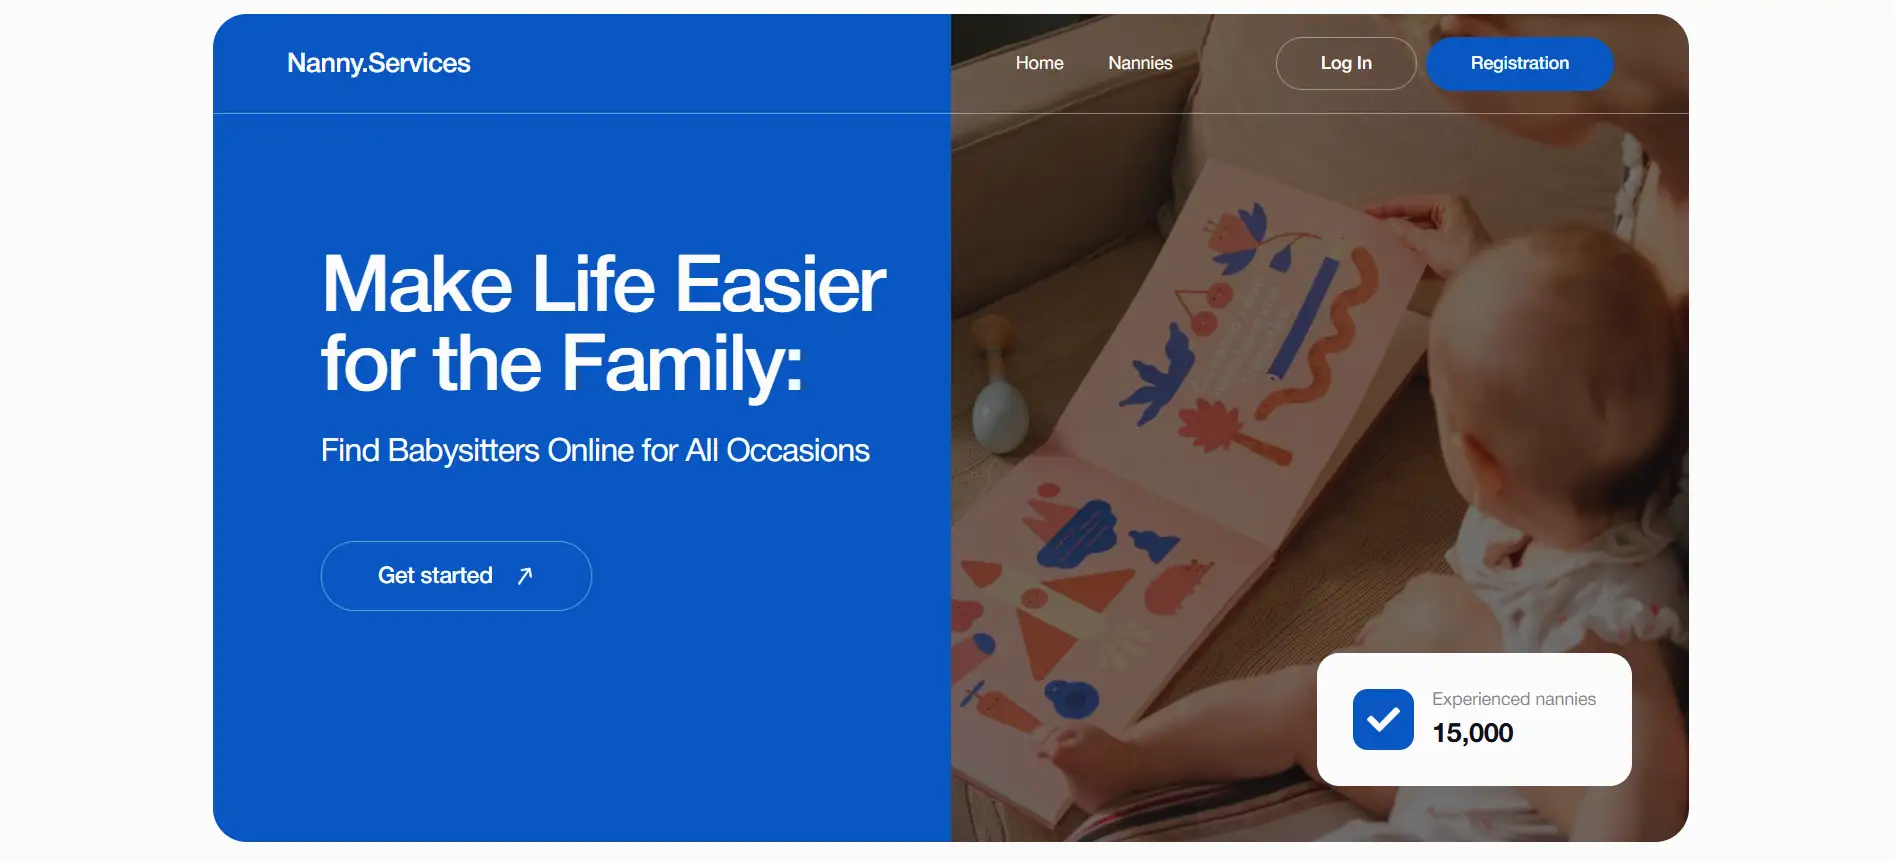 Nanny.Services
Home
Nannies
Log In
Registration
Make Life Easier
for the Family:
Find Babysitters Online for All Occasions
Get started
Experienced nannies
15,000